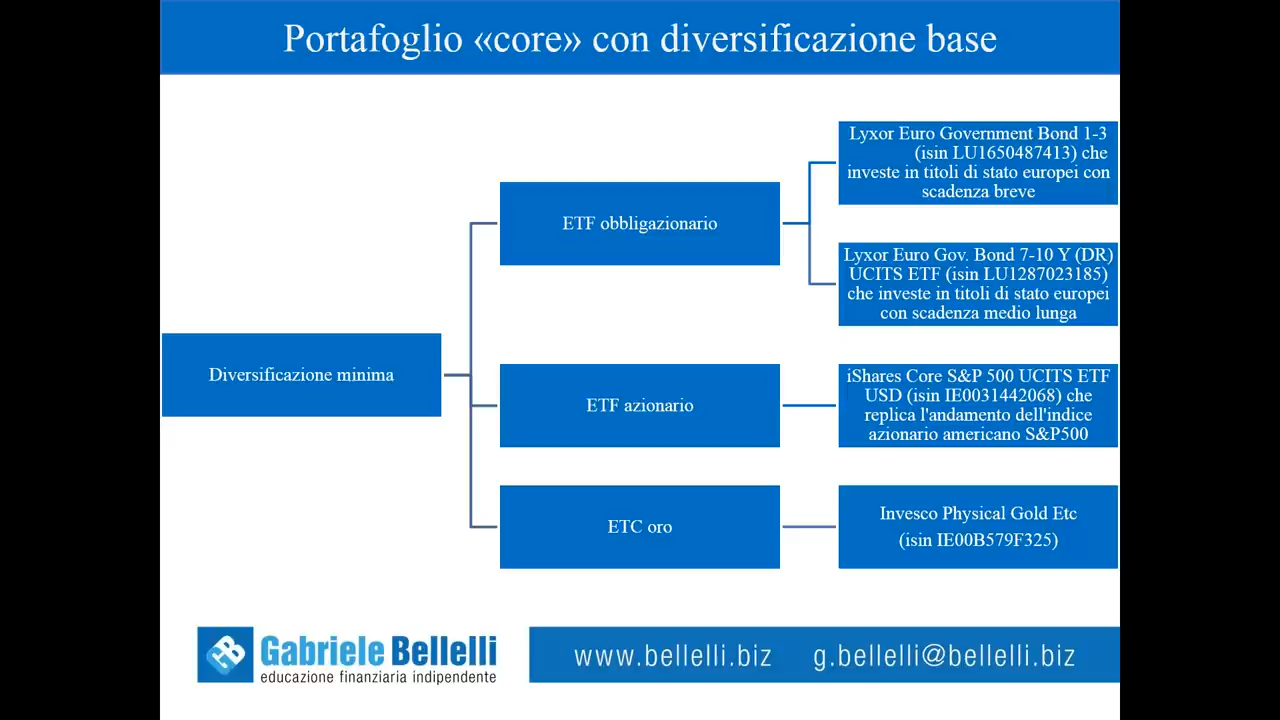 Portafoglio «core» con diversificazione base
Diversificazione minima
ETF obbligazionario
Lyxor Euro Government Bond 1-3
(isin LU1650487413) che
investe in titoli di stato europei con
scadenza breve
Lyxor Euro Gov. Bond 7-10 Y (DR)
UCITS ETF (isin LU1287023185)
che investe in titoli di stato europei
con scadenza medio lunga
ETF azionario
iShares Core S&P 500 UCITS ETF
USD (isin IE0031442068) che
replica l'andamento dell'indice
azionario americano S&P500
ETC oro
Invesco Physical Gold Etc
(isin IE00B579F325)
GB
Gabriele Bellelli
educazione finanziaria indipendente
www.bellelli.biz g.bellelli@bellelli.biz